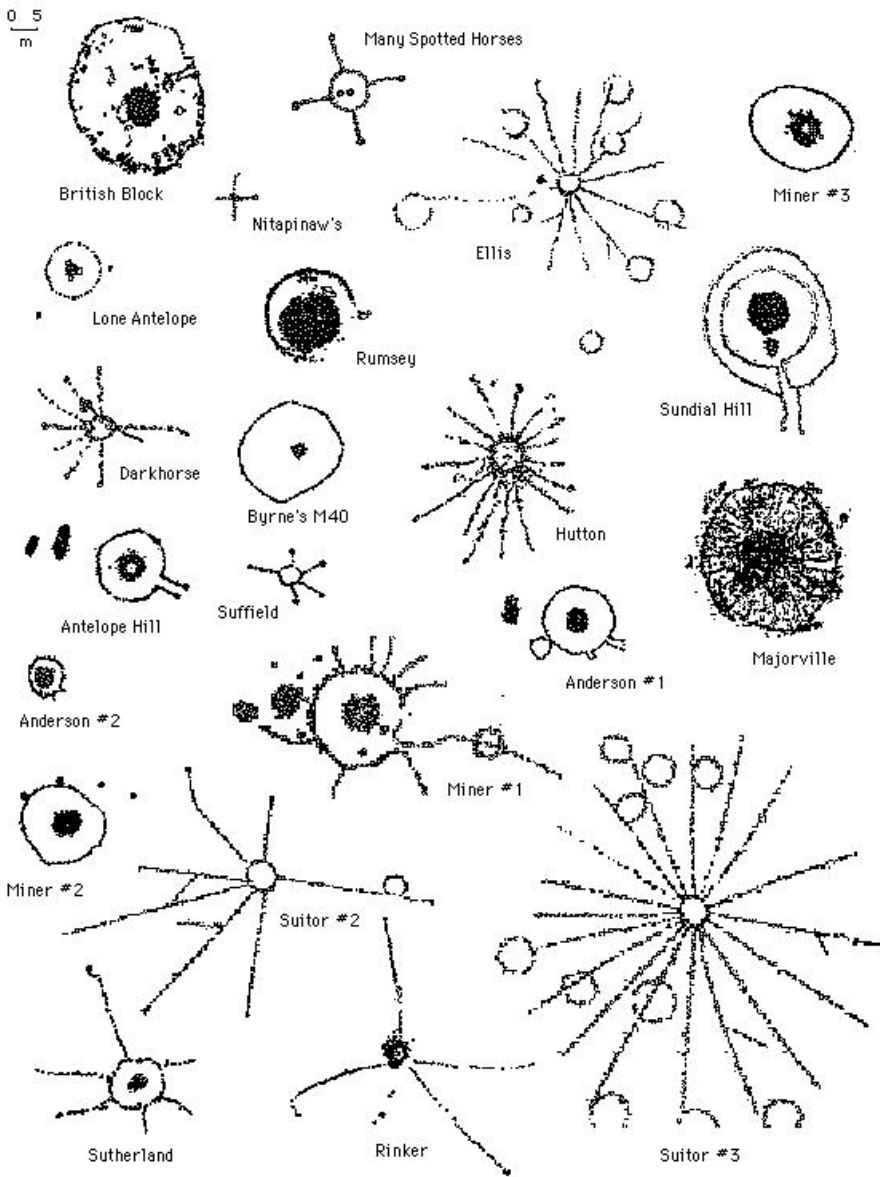 0 5
m
Many Spotted Horses
British Block
Nitapinaw's
Ellis
Miner #3
Lone Antelope
Rumsey
Sundial Hill
Darkhorse
Byrne's M40
Hutton
Antelope Hill
Suffield
Anderson #1
Majorville
Anderson #2
Miner #1
Miner #2
Suitor #2
Sutherland
Rinker
Suitor #3